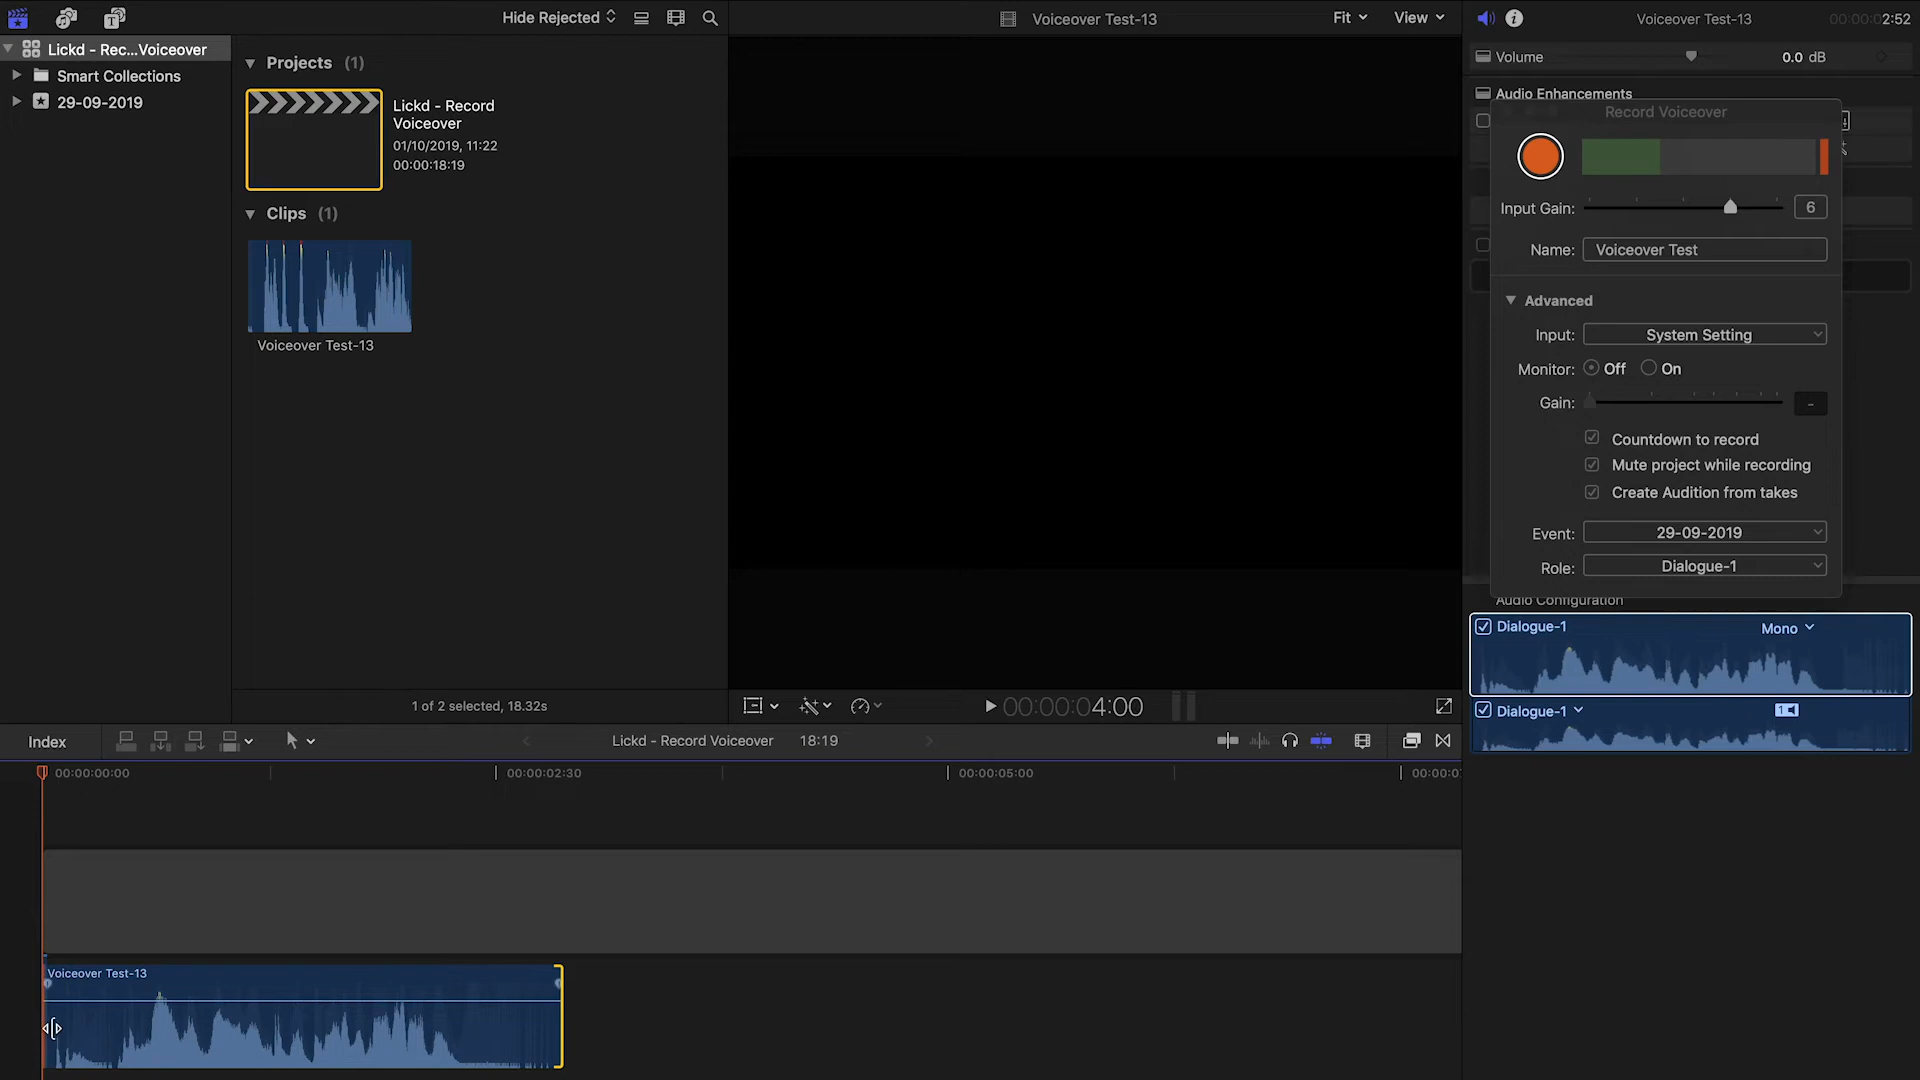 Hide Rejected
Voiceover Test-13
Fit
View
Voiceover Test-13
00:00:02:52
Lickd - Rec...Voiceover
Smart Collections
29-09-2019
Projects (1)
Lickd - Record
Voiceover
01/10/2019, 11:22
00:00:18:19
Clips (1)
Voiceover Test-13
1 of 2 selected, 18.32s
00:00:04:00
Volume
0.0 dB
Audio Enhancements
Record Voiceover
Input Gain:
6
Name:
Voiceover Test
Advanced
Input:
System Setting
Monitor:
Off
On
Gain:
-
Countdown to record
Mute project while recording
Create Audition from takes
Event:
29-09-2019
Role:
Dialogue-1
Audio Configuration
Dialogue-1
Mono
Dialogue-1
1
Index
Lickd - Record Voiceover
18:19
00:00:00:00
00:00:02:30
00:00:05:00
Voiceover Test-13